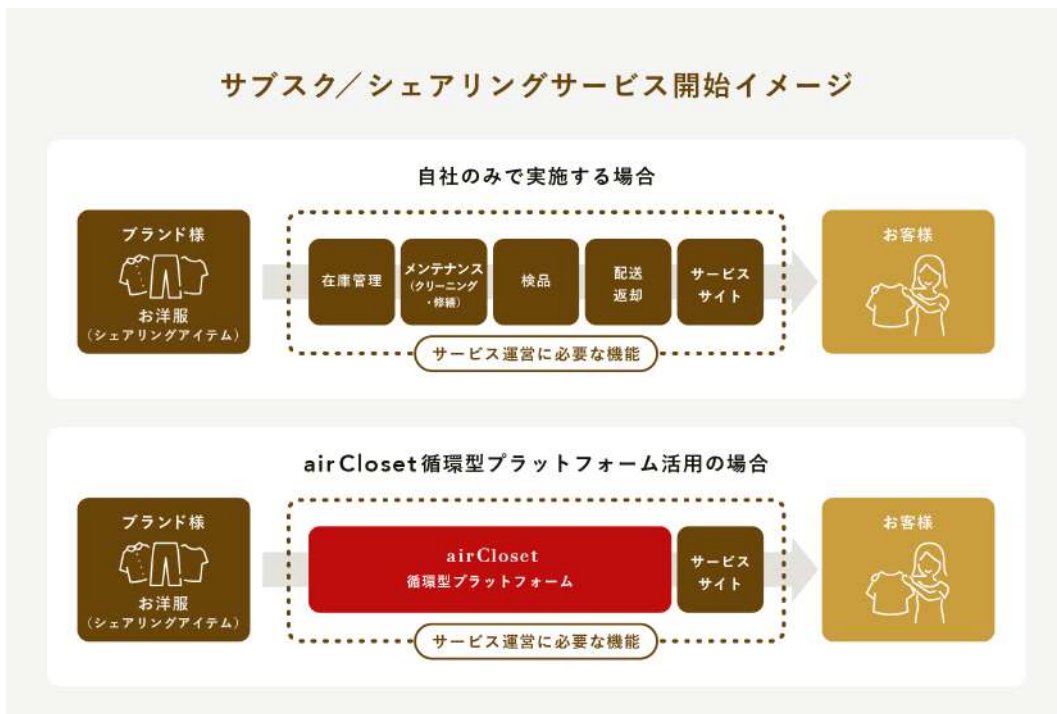 サブスク／シェアリングサービス開始イメージ
自社のみで実施する場合
ブランド様
お洋服
（シェアリングアイテム）
在庫管理
メンテナンス
（クリーニング
・修繕）
検品
配送
返却
サービス
サイト
サービス運営に必要な機能
お客様
airCloset循環型プラットフォーム活用の場合
ブランド様
お洋服
（シェアリングアイテム）
airCloset
循環型プラットフォーム
サービス
サイト
サービス運営に必要な機能
お客様